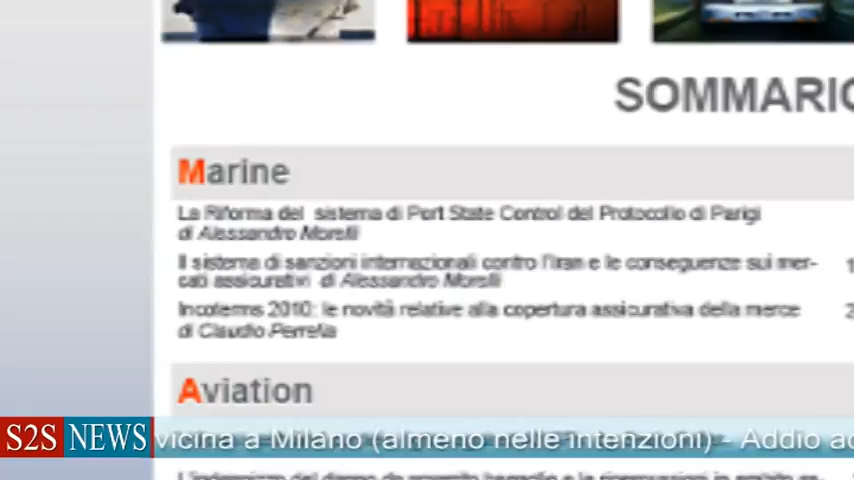 SOMMARIO
Marine
La Riforma del sistema di Port State Control del Protocollo di Parigi
di Alessandro Morelli
Il sistema di sanzioni internazionali contro l'Iran e le conseguenze sui mer-
cati assicurativi di Alessandro Morelli
Incoterms 2010: le novità relative alla copertura assicurativa della merce
di Claudio Perrella
Aviation
S2S NEWS vicina a Milano (almeno nelle intenzioni) - Addio ac